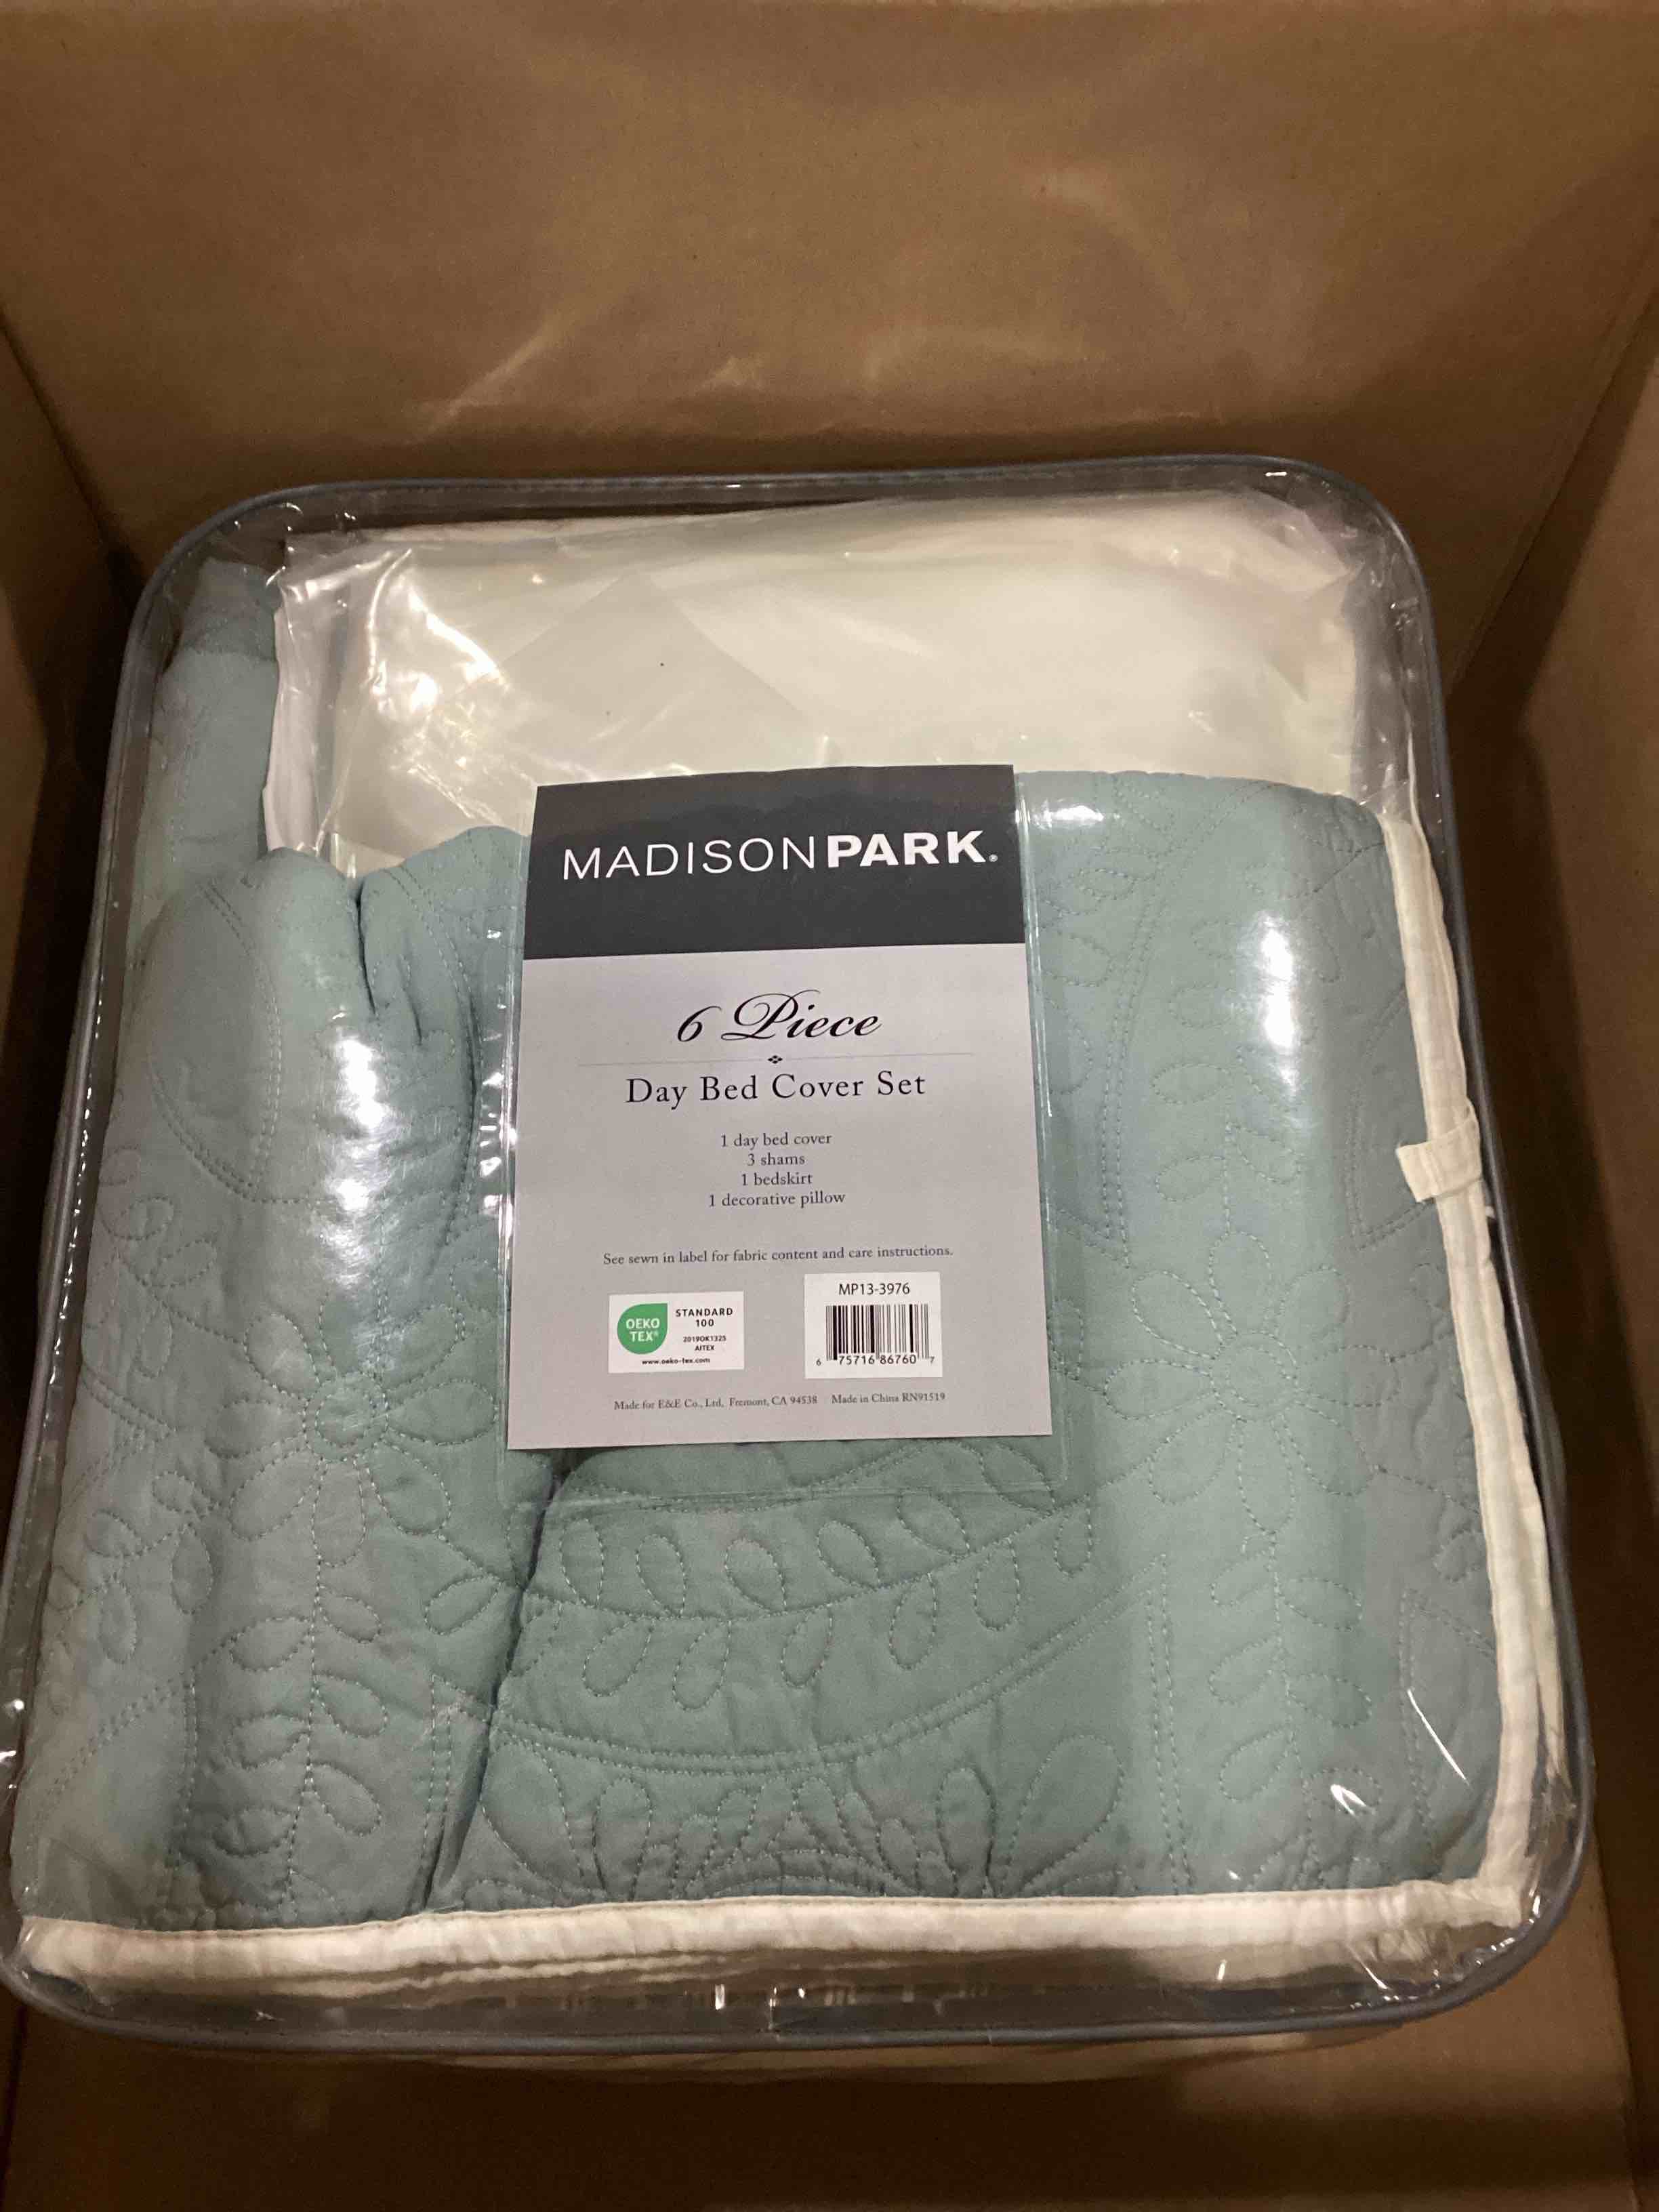 MADISONPARK®
6 Piece
Day Bed Cover Set
1 day bed cover
3 shams
1 bedskirt
1 decorative pillow
See sewn in label for fabric content and care instructions.
OEKO
TEX®
STANDARD
100
2019OK1325
AITEX
www.oeko-tex.com
MP13-3976
6 75716 86760 7
Made for E&E Co., Ltd, Fremont, CA 94538 Made in China RN91519